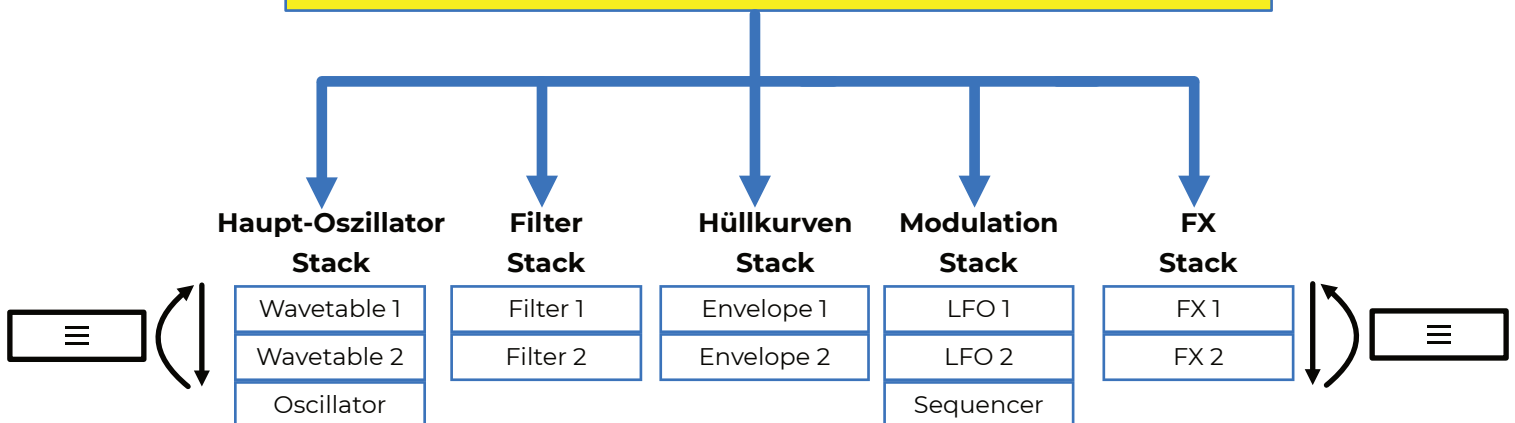 Haupt-Oszillator
Stack
Wavetable 1
Wavetable 2
Oscillator
Filter
Stack
Filter 1
Filter 2
Hüllkurven
Stack
Envelope 1
Envelope 2
Modulation
Stack
LFO 1
LFO 2
Sequencer
FX
Stack
FX 1
FX 2